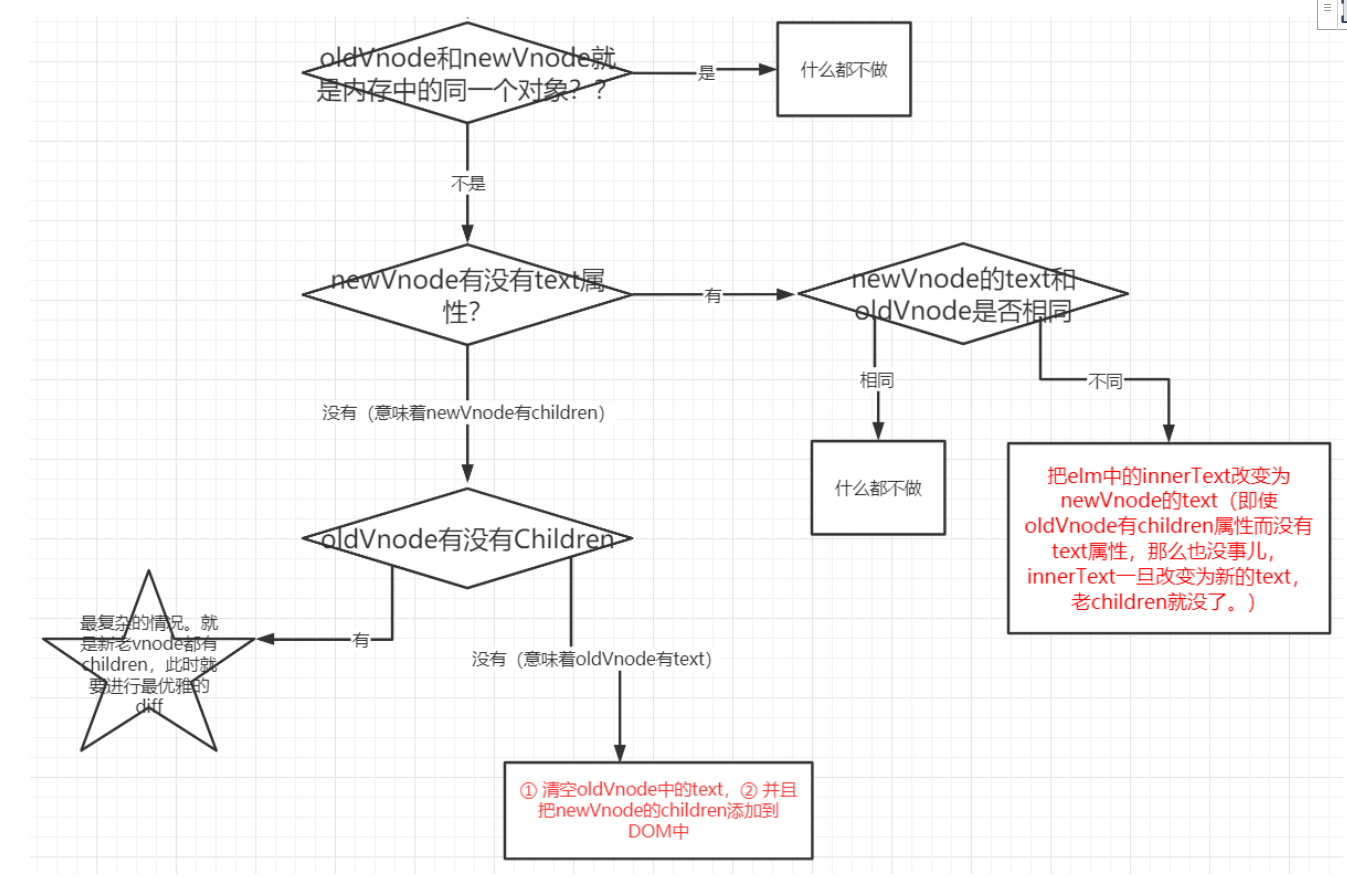 oldVnode和newVnode就
是内存中的同一个对象？？
是
什么都不做
不是
newVnode有没有text属
性？
有
newVnode的text和
oldVnode是否相同
相同
不同
没有（意味着newVnode有children）
什么都不做
把elm中的innerText改变为
newVnode的text（即使
oldVnode有children属性而没有
text属性，那么也没事儿，
innerText一旦改变为新的text，
老children就没了。）
oldVnode有没有Children
有
最复杂的情况。就
是新老vnode都有
children，此时就
要进行最优雅的
diff
没有（意味着oldVnode有text）
① 清空oldVnode中的text，② 并且
把newVnode的children添加到
DOM中